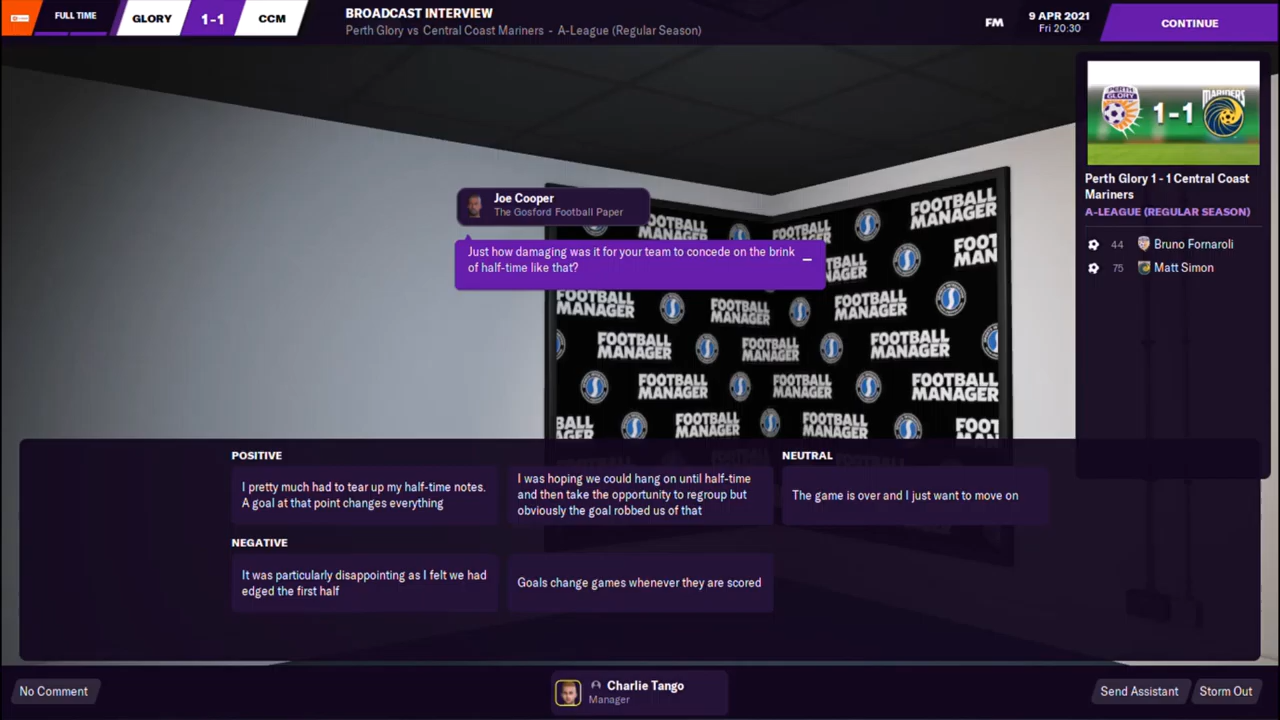 FULL TIME
GLORY
1-1
CCM
BROADCAST INTERVIEW
Perth Glory vs Central Coast Mariners - A-League (Regular Season)
FM
9 APR 2021
Fri 20:30
CONTINUE
PERTH
GLORY
1-1
MARINERS
Perth Glory 1 - 1 Central Coast
Mariners
A-LEAGUE (REGULAR SEASON)
44 Bruno Fornaroli
75 Matt Simon
Joe Cooper
The Gosford Football Paper
Just how damaging was it for your team to concede on the brink
of half-time like that?
FOOTBALL
MANAGER
POSITIVE
I pretty much had to tear up my half-time notes.
A goal at that point changes everything
I was hoping we could hang on until half-time
and then take the opportunity to regroup but
obviously the goal robbed us of that
NEUTRAL
The game is over and I just want to move on
NEGATIVE
It was particularly disappointing as I felt we had
edged the first half
Goals change games whenever they are scored
No Comment
Charlie Tango
Manager
Send Assistant
Storm Out